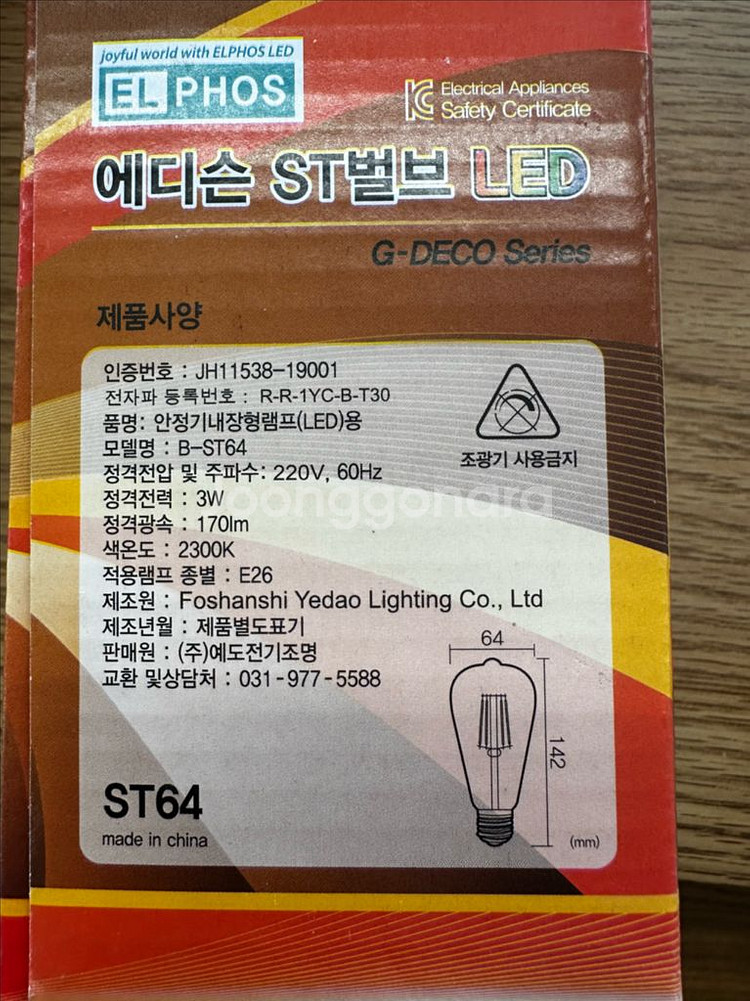 joyful world with ELPHOS LED
EL PHOS
Electrical Appliances
Safety Certificate
에디슨 ST벌브 LED
G-DECO Series
제품사양
인증번호 : JH11538-19001
전자파 등록번호 : R-R-1YC-B-T30
품명: 안정기내장형램프(LED)용
모델명 : B-ST64
정격전압 및 주파수: 220V, 60Hz
정격전력 : 3W
정격광속 : 170lm
색온도 : 2300K
적용램프 종별 : E26
제조원 : Foshanshi Yedao Lighting Co., Ltd
제조년월 : 제품별도표기
판매원 : (주)예도전기조명
교환 및상담처 : 031-977-5588
조광기 사용금지
joonggonara
64
142
(mm)
ST64
made in china